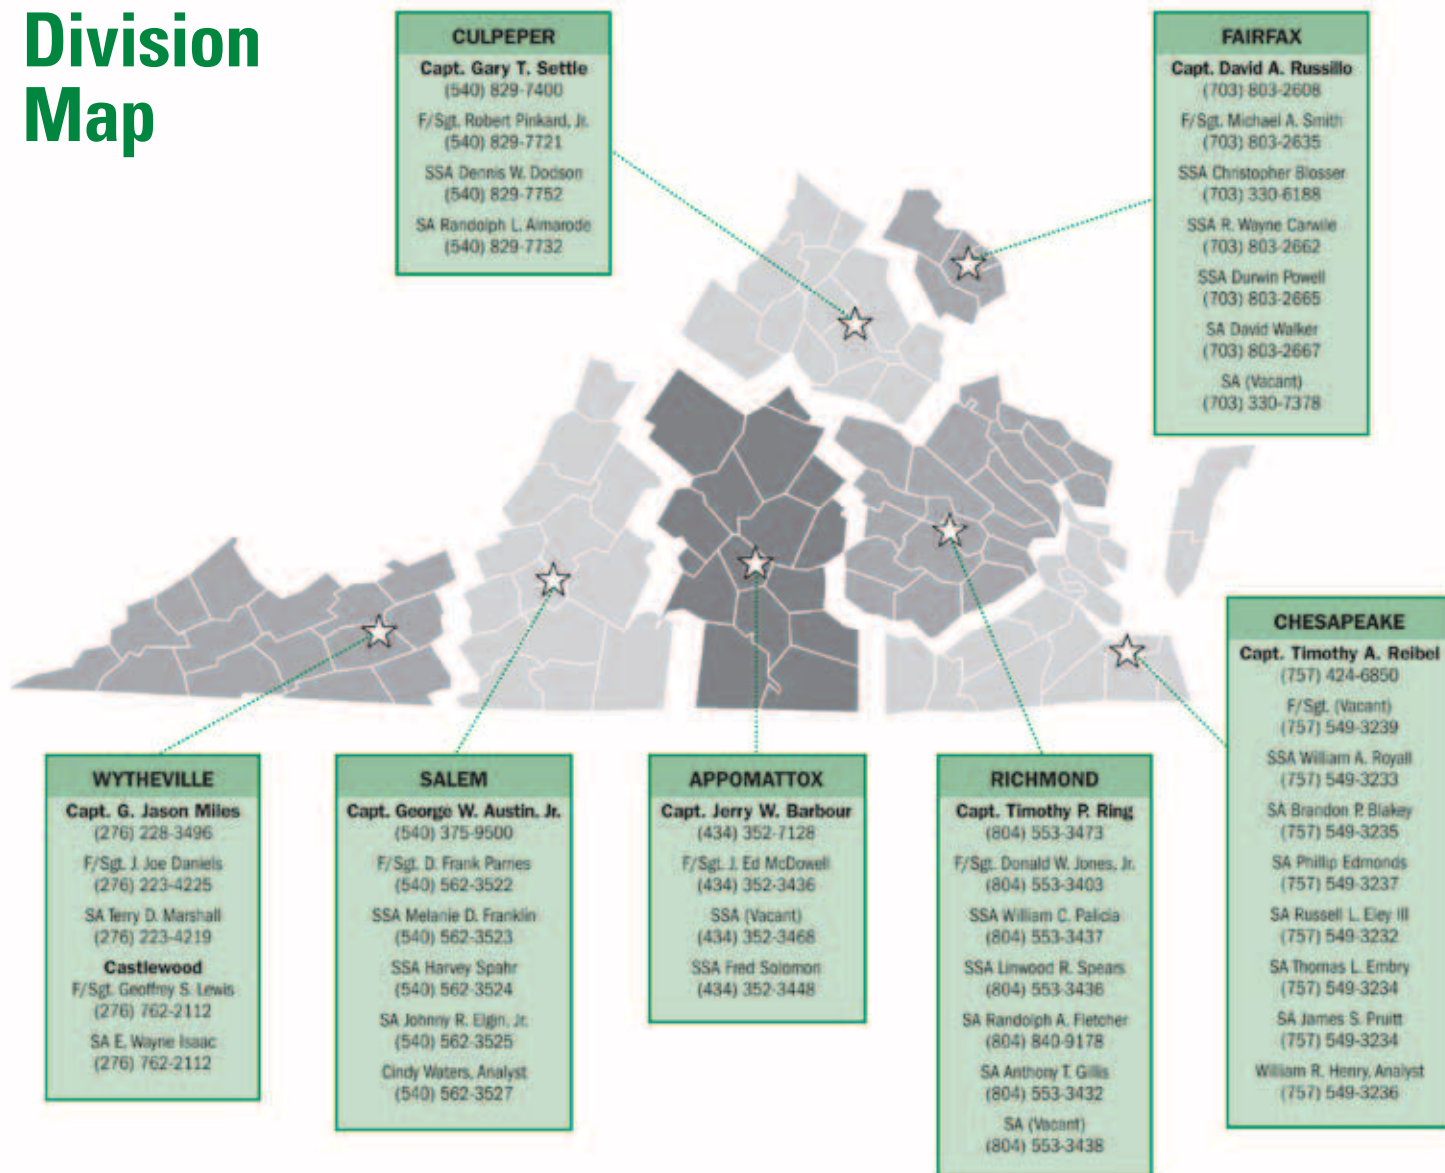 Division
Map
CULPEPER
Capt. Gary T. Settle
(540) 829-7400
F/Sgt. Robert Pinkard, Jr.
(540) 829-7721
SSA Dennis W. Dodson
(540) 829-7752
SA Randolph L. Almarode
(540) 829-7732
FAIRFAX
Capt. David A. Russillo
(703) 803-2608
F/Sgt. Michael A. Smith
(703) 803-2635
SSA Christopher Blosser
(703) 330-6188
SSA R. Wayne Carwile
(703) 803-2662
SSA Durwin Powell
(703) 803-2665
SA David Walker
(703) 803-2667
SA (Vacant)
(703) 330-7378
WYTHEVILLE
Capt. G. Jason Miles
(276) 228-3496
F/Sgt. J. Joe Daniels
(276) 223-4225
SA Terry D. Marshall
(276) 223-4219
Castlewood
F/Sgt. Geoffrey S. Lewis
(276) 762-2112
SA E. Wayne Isaac
(276) 762-2112
SALEM
Capt. George W. Austin, Jr.
(540) 375-9500
F/Sgt. D. Frank Parnes
(540) 562-3522
SSA Melanie D. Franklin
(540) 562-3523
SSA Harvey Spahr
(540) 562-3524
SA Johnny R. Elgin, Jr.
(540) 562-3525
Cindy Waters, Analyst
(540) 562-3527
APPOMATTOX
Capt. Jerry W. Barbour
(434) 352-7128
F/Sgt. J. Ed McDowell
(434) 352-3436
SSA (Vacant)
(434) 352-3468
SSA Fred Solomon
(434) 352-3448
RICHMOND
Capt. Timothy P. Ring
(804) 553-3473
F/Sgt. Donald W. Jones, Jr.
(804) 553-3403
SSA William C. Palicia
(804) 553-3437
SSA Linwood R. Spears
(804) 553-3436
SA Randolph A. Fletcher
(804) 840-9178
SA Anthony T. Gillis
(804) 553-3432
SA (Vacant)
(804) 553-3438
CHESAPEAKE
Capt. Timothy A. Reibel
(757) 424-6850
F/Sgt. (Vacant)
(757) 549-3239
SSA William A. Royall
(757) 549-3233
SA Brandon P. Blakey
(757) 549-3235
SA Phillip Edmonds
(757) 549-3237
SA Russell L. Eley III
(757) 549-3232
SA Thomas L. Embry
(757) 549-3234
SA James S. Pruitt
(757) 549-3234
William R. Henry, Analyst
(757) 549-3236